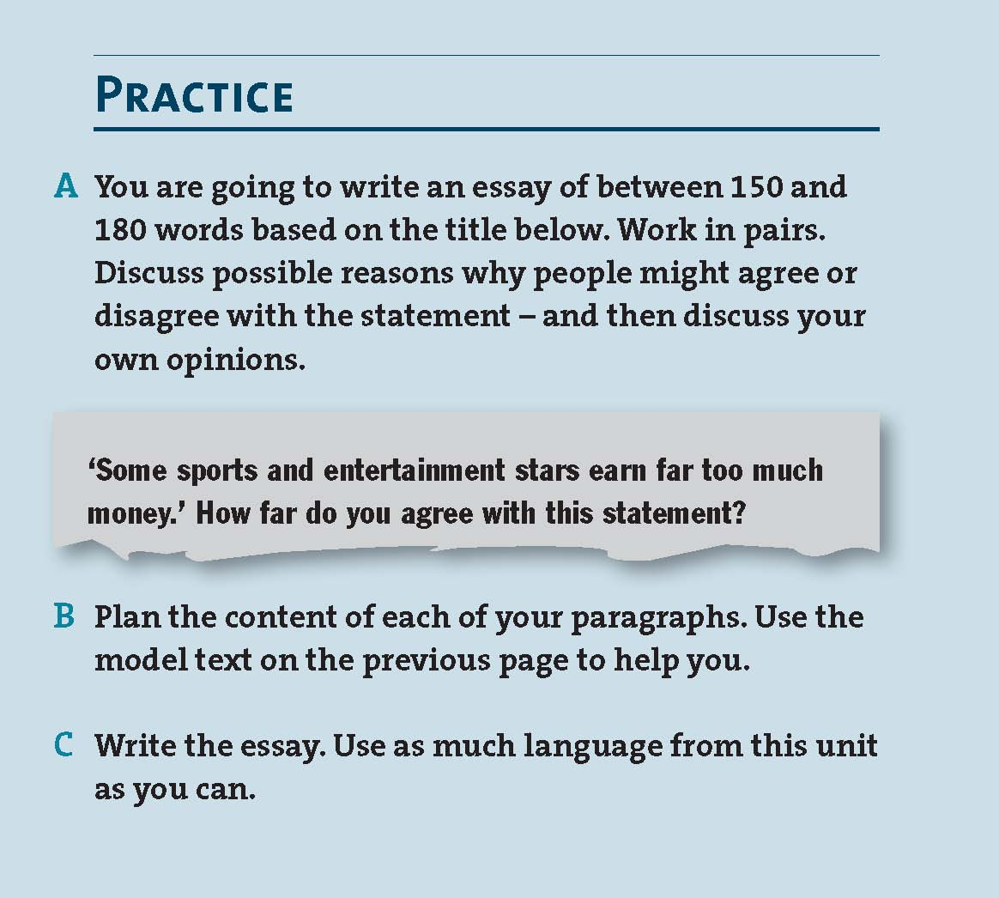 PRACTICE
A You are going to write an essay of between 150 and
180 words based on the title below. Work in pairs.
Discuss possible reasons why people might agree or
disagree with the statement – and then discuss your
own opinions.
‘Some sports and entertainment stars earn far too much
money.’ How far do you agree with this statement?
B Plan the content of each of your paragraphs. Use the
model text on the previous page to help you.
C Write the essay. Use as much language from this unit
as you can.